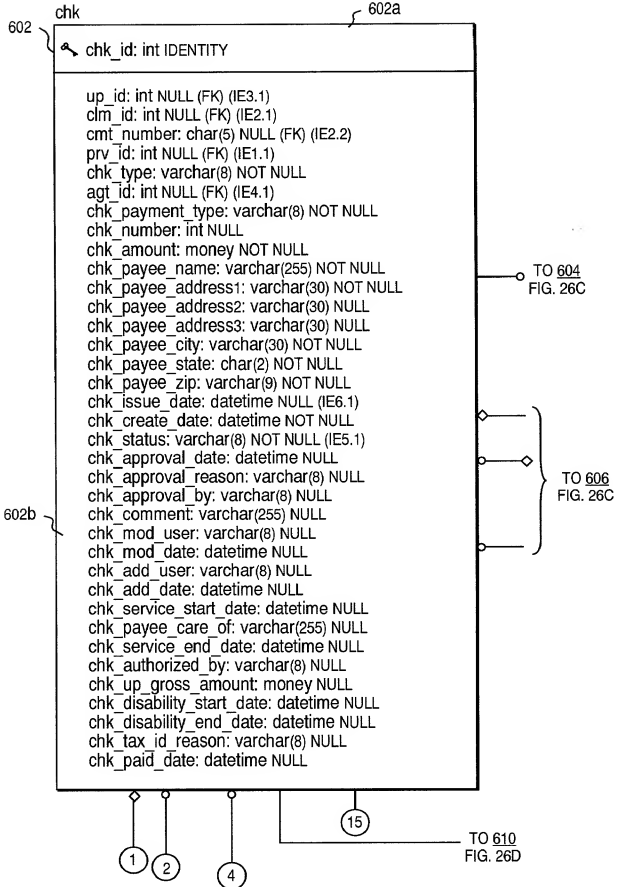 chk
602
602a
chk_id: int IDENTITY
up_id: int NULL (FK) (IE3.1)
clm_id: int NULL (FK) (IE2.1)
cmt_number: char(5) NULL (FK) (IE2.2)
prv_id: int NULL (FK) (IE1.1)
chk_type: varchar(8) NOT NULL
agt_id: int NULL (FK) (IE4.1)
chk_payment_type: varchar(8) NOT NULL
chk_number: int NULL
chk_amount: money NOT NULL
chk_payee_name: varchar(255) NOT NULL
chk_payee_address1: varchar(30) NOT NULL
chk_payee_address2: varchar(30) NULL
chk_payee_address3: varchar(30) NULL
chk_payee_city: varchar(30) NOT NULL
chk_payee_state: char(2) NOT NULL
chk_payee_zip: varchar(9) NOT NULL
chk_issue_date: datetime NULL (IE6.1)
chk_create_date: datetime NOT NULL
chk_status: varchar(8) NOT NULL (IE5.1)
chk_approval_date: datetime NULL
chk_approval_reason: varchar(8) NULL
chk_approval_by: varchar(8) NULL
chk_comment: varchar(255) NULL
chk_mod_user: varchar(8) NULL
chk_mod_date: datetime NULL
chk_add_user: varchar(8) NULL
chk_add_date: datetime NULL
chk_service_start_date: datetime NULL
chk_payee_care_of: varchar(255) NULL
chk_service_end_date: datetime NULL
chk_authorized_by: varchar(8) NULL
chk_up_gross_amount: money NULL
chk_disability_start_date: datetime NULL
chk_disability_end_date: datetime NULL
chk_tax_id_reason: varchar(8) NULL
chk_paid_date: datetime NULL
602b
TO 604
FIG. 26C
TO 606
FIG. 26C
1
2
4
15
TO 610
FIG. 26D